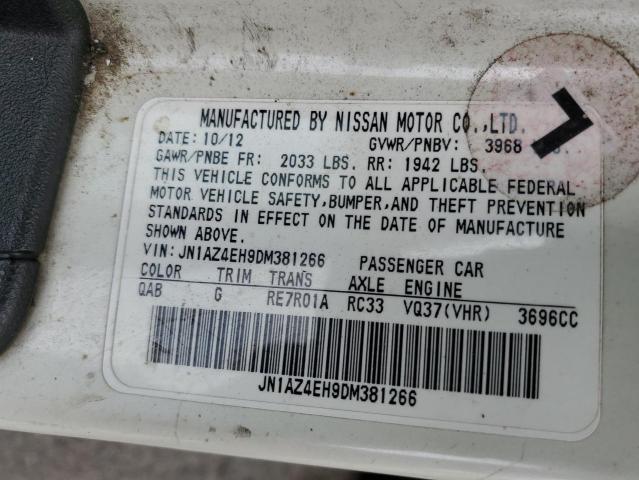 MANUFACTURED BY NISSAN MOTOR CO.,LTD.
DATE: 10/12 GVWR/PNBV: 3968
GAWR/PNBE FR: 2033 LBS. RR: 1942 LBS.
THIS VEHICLE CONFORMS TO ALL APPLICABLE FEDERAL
MOTOR VEHICLE SAFETY,BUMPER,AND THEFT PREVENTION
STANDARDS IN EFFECT ON THE DATE OF MANUFACTURE
SHOWN ABOVE.
VIN: JN1AZ4EH9DM381266 PASSENGER CAR
COLOR TRIM TRANS AXLE ENGINE
QAB G RE7R01A RC33 VQ37(VHR) 3696CC
JN1AZ4EH9DM381266